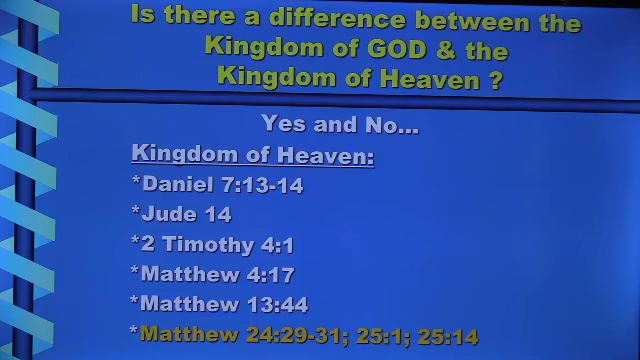 Is there a difference between the
Kingdom of GOD & the
Kingdom of Heaven ?
Yes and No...
Kingdom of Heaven:
*Daniel 7:13-14
*Jude 14
*2 Timothy 4:1
*Matthew 4:17
*Matthew 13:44
*Matthew 24:29-31; 25:1; 25:14